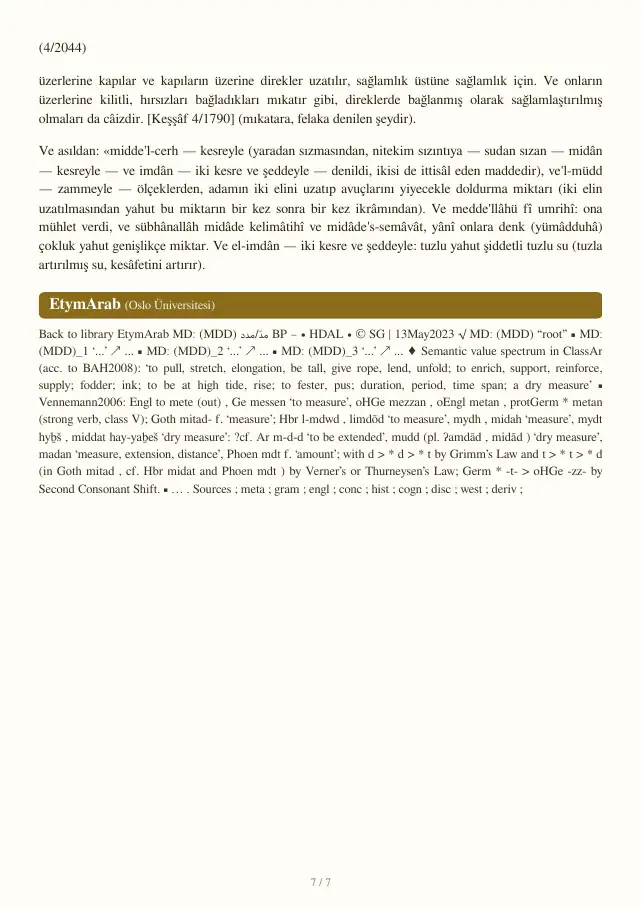 (4/2044)
üzerlerine kapılar ve kapıların üzerine direkler uzatılır, sağlamlık üstüne sağlamlık için. Ve onların
üzerlerine kilitli, hırsızları bağladıkları mıkatır gibi, direklerde bağlanmış olarak sağlamlaştırılmış
olmaları da câizdir. [Keşşâf 4/1790] (mıkatara, felaka denilen şeydir).
Ve asıldan: «midde'l-cerh — kesreyle (yaradan sızmasından, nitekim sızıntıya — sudan sızan — midân
— kesreyle — ve imdân — iki kesre ve şeddeyle — denildi, ikisi de ittisâl eden maddedir), ve'l-müdd
— zammeyle — ölçeklerden, adamın iki elini uzatıp avuçlarını yiyecekle doldurma miktarı (iki elin
uzatılmasından yahut bu miktarın bir kez sonra bir kez ikrâmından). Ve medde'llâhü fî umrihî: ona
mühlet verdi, ve sübhânallâh midâde kelimâtihî ve midâde's-semâvât, yânî onlara denk (yümâdduhâ)
çokluk yahut genişlikçe miktar. Ve el-imdân — iki kesre ve şeddeyle: tuzlu yahut şiddetli tuzlu su (tuzla
artırılmış su, kesâfetini artırır).
EtymArab (Oslo Üniversitesi)
Back to library EtymArab MD: (MDD) مدّ/مدد BP – • HDAL • © SG | 13May2023 √ MD: (MDD) “root” ▪ MD:
(MDD)_1 ‘...’ ↗ ... ▪ MD: (MDD)_2 ‘...’ ↗ ... ▪ MD: (MDD)_3 ‘...’ ↗ ... ♦ Semantic value spectrum in ClassAr
(acc. to BAH2008): ‘to pull, stretch, elongation, be tall, give rope, lend, unfold; to enrich, support, reinforce,
supply; fodder; ink; to be at high tide, rise; to fester, pus; duration, period, time span; a dry measure’ ▪
Vennemann2006: Engl to mete (out) , Ge messen ‘to measure’, oHGe mezzan , oEngl metan , protGerm * metan
(strong verb, class V); Goth mitad- f. ‘measure’; Hbr l-mdwd , limdōd ‘to measure’, mydh , midah ‘measure’, mydt
hyḇš , middat hay-yaḇeš ‘dry measure’: ?cf. Ar m-d-d ‘to be extended’, mudd (pl. ʔamdād , midād ) ‘dry measure’,
madan ‘measure, extension, distance’, Phoen mdt f. ‘amount’; with d > * d > * t by Grimm’s Law and t > * t > * d
(in Goth mitad , cf. Hbr midat and Phoen mdt ) by Verner’s or Thurneysen’s Law; Germ * -t- > oHGe -zz- by
Second Consonant Shift. ▪ … . Sources ; meta ; gram ; engl ; conc ; hist ; cogn ; disc ; west ; deriv ;
7 / 7